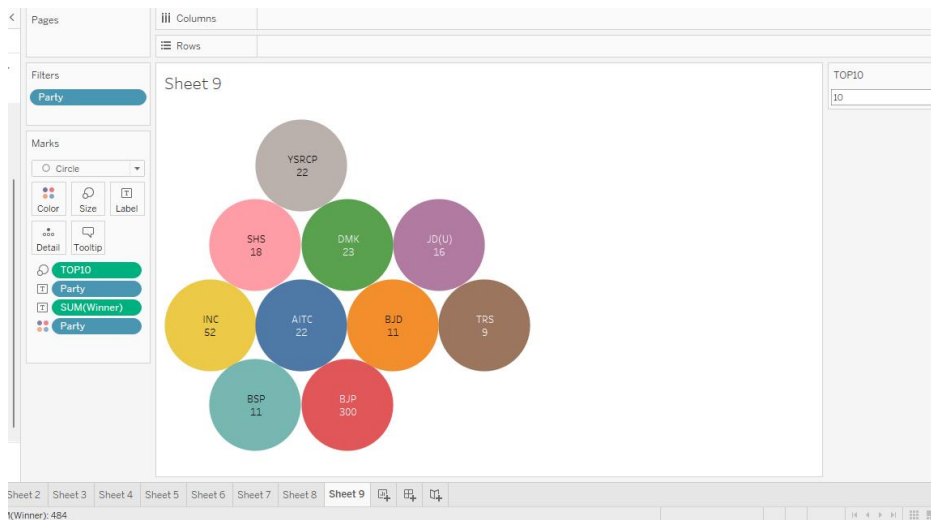 Pages
iii Columns
Rows
Filters
Party
Sheet 9
TOP10
10
Marks
Circle
Color Size Label
Detail Tooltip
TOP10
Party
SUM(Winner)
Party
YSRCP
22
SHS
18
DMK
23
JD(U)
16
INC
52
AITC
22
BJD
11
TRS
9
BSP
11
BJP
300
Sheet 2 Sheet 3 Sheet 4 Sheet 5 Sheet 6 Sheet 7 Sheet 8 Sheet 9
(Winner): 484